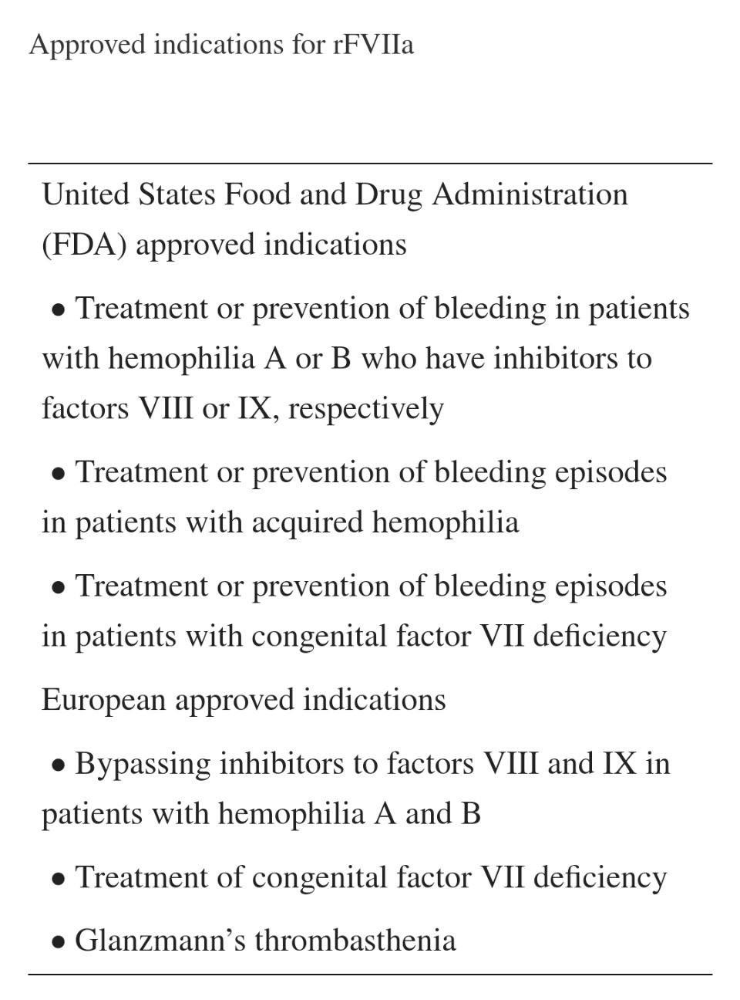 Approved indications for rFVIIa
United States Food and Drug Administration
(FDA) approved indications
• Treatment or prevention of bleeding in patients
with hemophilia A or B who have inhibitors to
factors VIII or IX, respectively
• Treatment or prevention of bleeding episodes
in patients with acquired hemophilia
• Treatment or prevention of bleeding episodes
in patients with congenital factor VII deficiency
European approved indications
• Bypassing inhibitors to factors VIII and IX in
patients with hemophilia A and B
• Treatment of congenital factor VII deficiency
• Glanzmann’s thrombasthenia